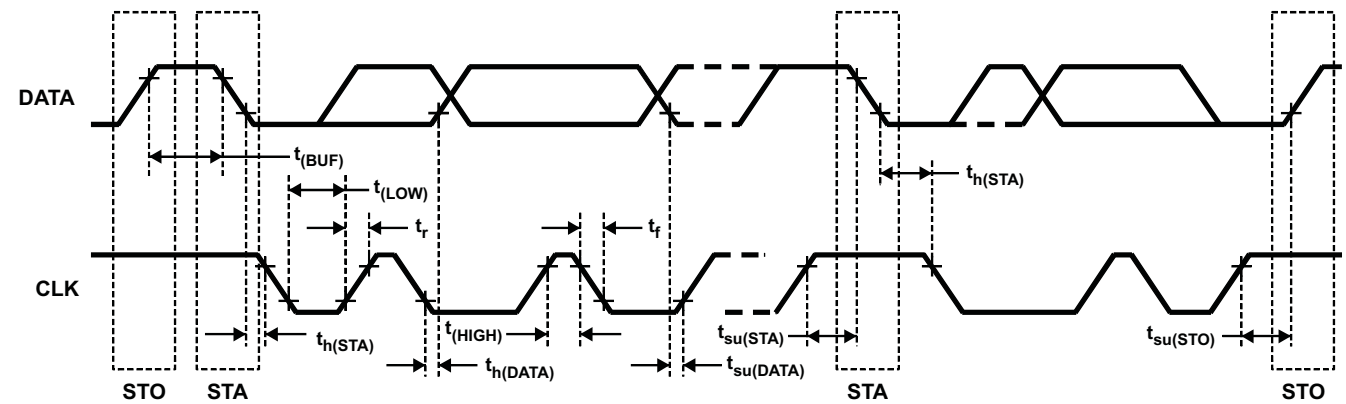 DATA
t(BUF)
t(LOW)
th(STA)
tr
tf
CLK
th(STA)
t(HIGH)
th(DATA)
tsu(STA)
tsu(DATA)
tsu(STO)
STO
STA
STA
STO